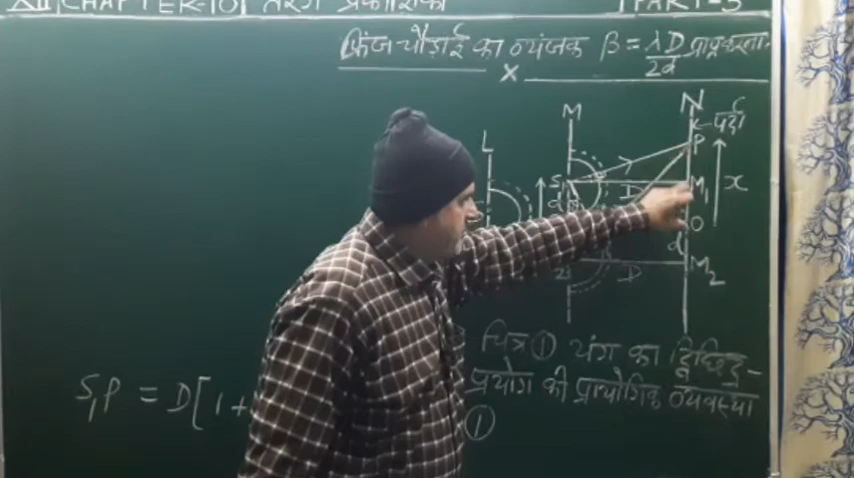 XII CHAPTER-10 तरंग प्रकाशिकी PART-3
फ्रिंज चौड़ाई का व्यंजक β = λD/2d प्राप्त करना-
x
L M N
पर्दा
P
S D M₁ x
d
O
d
D M₂
चित्र ① यंग का द्विछिद्र-
प्रयोग की प्रायोगिक व्यवस्था
S₁P = D[1+
①